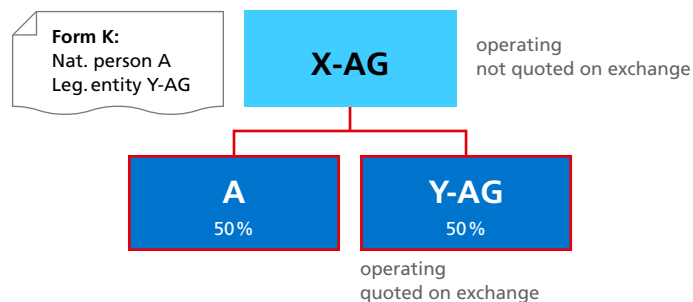 Form K:
Nat. person A
Leg. entity Y-AG
X-AG
operating
not quoted on exchange
A
50%
Y-AG
50%
operating
quoted on exchange